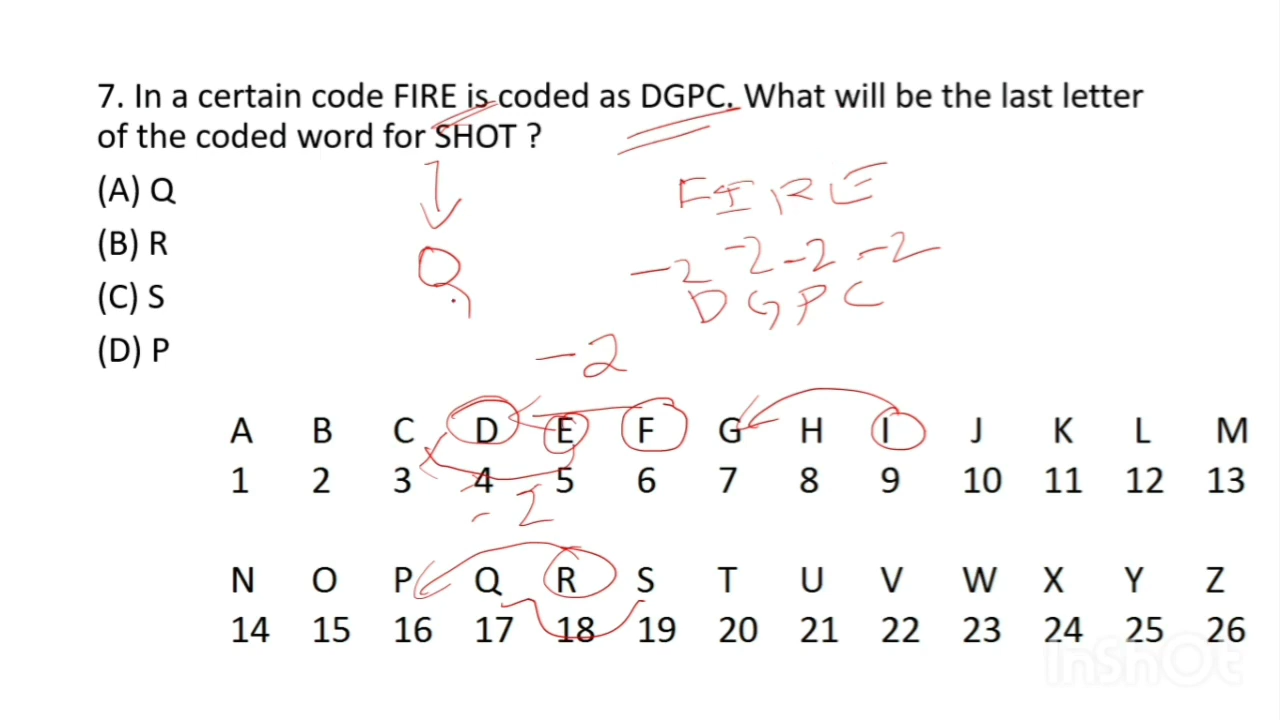 7. In a certain code FIRE is coded as DGPC. What will be the last letter
of the coded word for SHOT ?
(A) Q
(B) R
(C) S
(D) P
Q
FIRE
-2 -2 -2 -2
DGPC
-2
A B C D E F G H I J K L M
1 2 3 4 5 6 7 8 9 10 11 12 13
-2
N O P Q R S T U V W X Y Z
14 15 16 17 18 19 20 21 22 23 24 25 26
InShOt